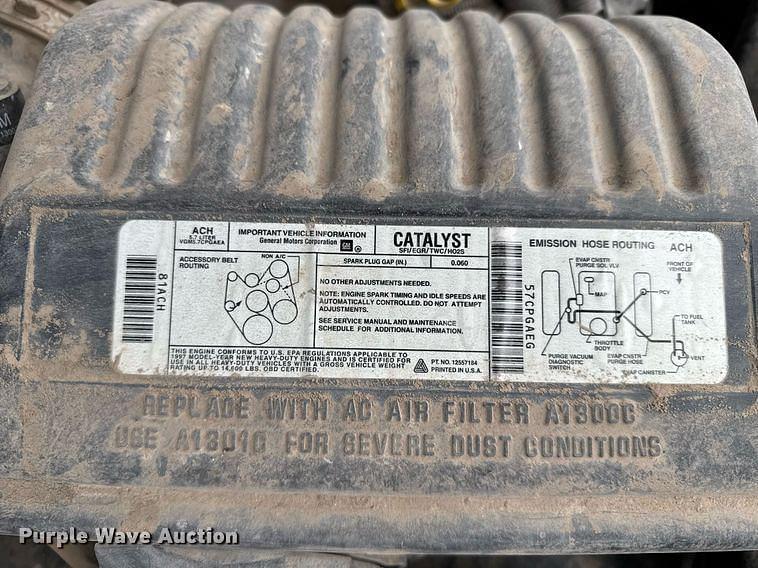 ACH
5.7 LITER
VGM5.7CPGAEA
IMPORTANT VEHICLE INFORMATION
General Motors Corporation GM
CATALYST
SFI/EGR/TWC/HO2S
SPARK PLUG GAP (IN.) 0.060
ACCESSORY BELT
ROUTING
NON A/C
NO OTHER ADJUSTMENTS NEEDED.
NOTE: ENGINE SPARK TIMING AND IDLE SPEEDS ARE
AUTOMATICALLY CONTROLLED. DO NOT ATTEMPT
ADJUSTMENTS.
SEE SERVICE MANUAL AND MAINTENANCE
SCHEDULE FOR ADDITIONAL INFORMATION.
THIS ENGINE CONFORMS TO U.S. EPA REGULATIONS APPLICABLE TO
1997 MODEL-YEAR NEW HEAVY-DUTY ENGINES AND IS CERTIFIED FOR
USE IN ALL HEAVY-DUTY VEHICLES WITH A GROSS VEHICLE WEIGHT
RATING UP TO 14,600 LBS. OBD CERTIFIED.
PT. NO. 12557184
PRINTED IN U.S.A.
81ACH
57CPGAEG
EMISSION HOSE ROUTING ACH
EVAP CNSTR
PURGE SOL VLV
FRONT OF
VEHICLE
MAP
PCV
TO FUEL
TANK
THROTTLE
BODY
VENT
PURGE VACUUM
DIAGNOSTIC
SWITCH
EVAP CNSTR
PURGE HOSE
EVAP CANISTER
REPLACE WITH AC AIR FILTER A1300C
USE A1301C FOR SEVERE DUST CONDITIONS
Purple Wave Auction